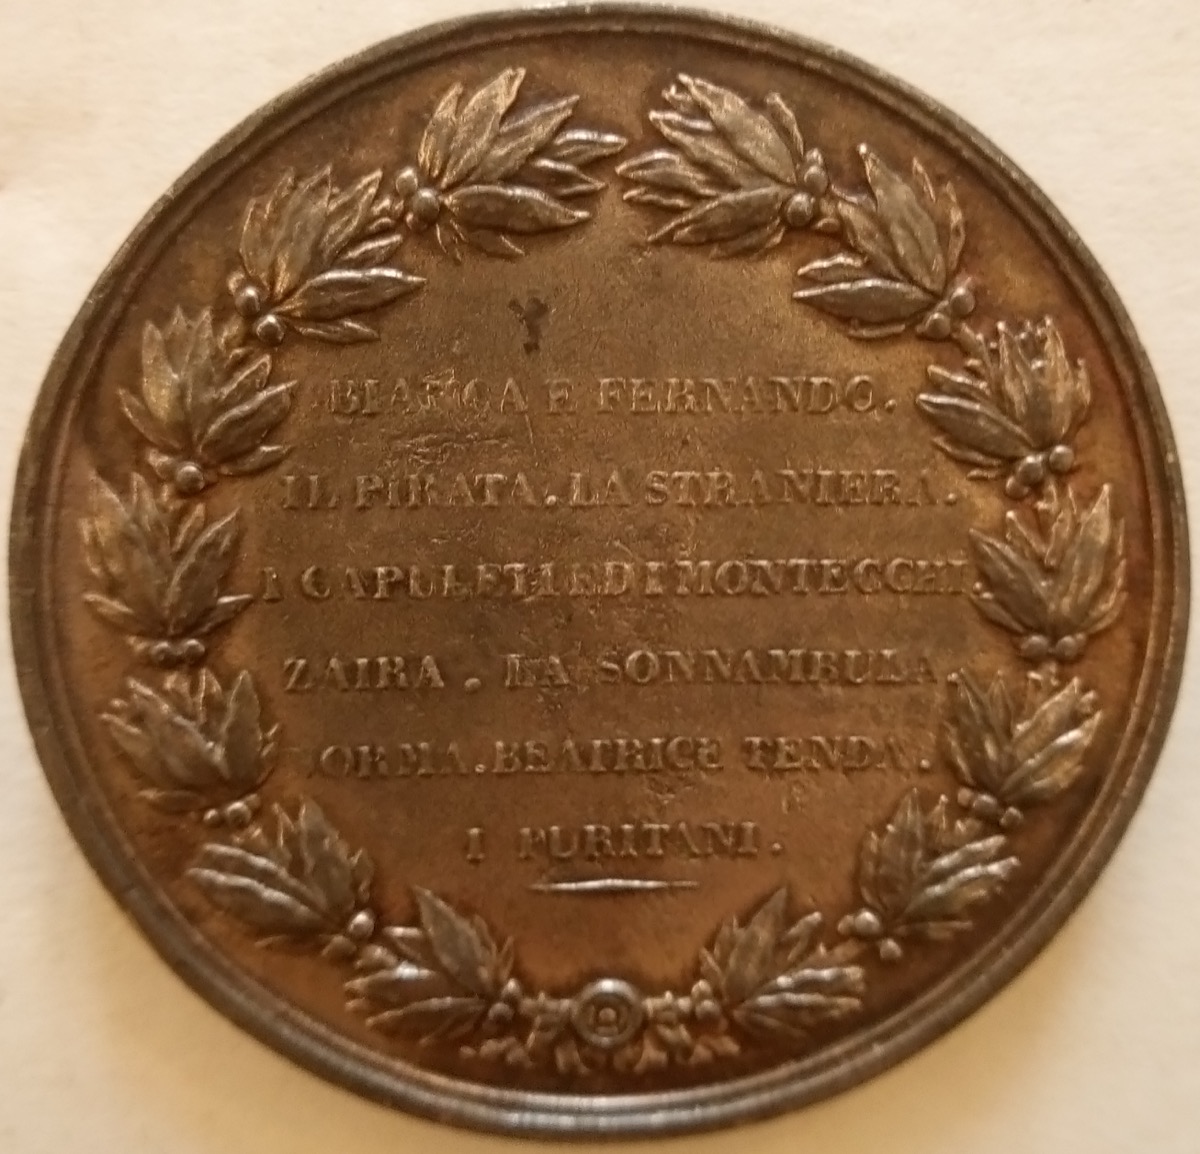 BIANCA E FERNANDO.
IL PIRATA. LA STRANIERA.
I CAPULETI ED I MONTECCHI.
ZAIRA. LA SONNAMBULA.
NORMA. BEATRICE TENDA.
I PURITANI.